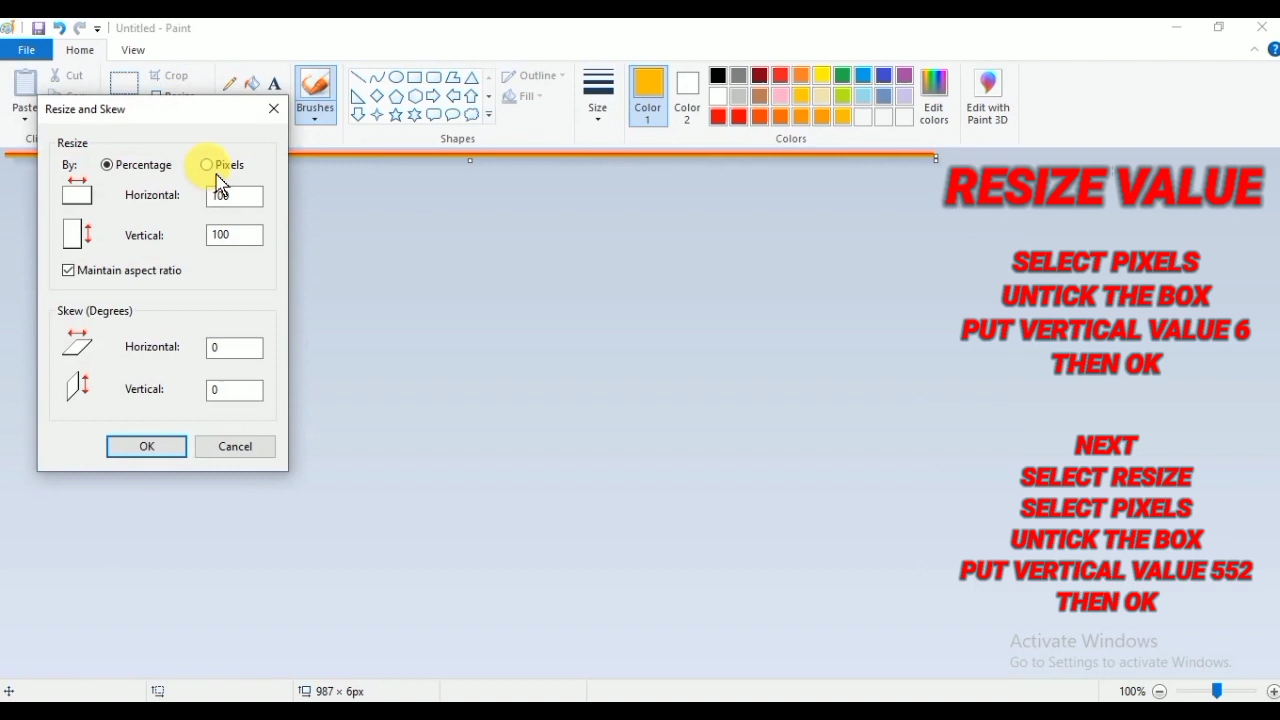 Untitled - Paint
File Home View
Cut
Crop
Paste
Brushes
Outline
Fill
Size
Color 1
Color 2
Edit colors
Edit with Paint 3D
Shapes
Colors
Resize and Skew
Resize
By: Percentage Pixels
Horizontal: 100
Vertical: 100
Maintain aspect ratio
Skew (Degrees)
Horizontal: 0
Vertical: 0
OK Cancel
RESIZE VALUE
SELECT PIXELS
UNTICK THE BOX
PUT VERTICAL VALUE 6
THEN OK
NEXT
SELECT RESIZE
SELECT PIXELS
UNTICK THE BOX
PUT VERTICAL VALUE 552
THEN OK
Activate Windows
Go to Settings to activate Windows.
987 × 6px
100%